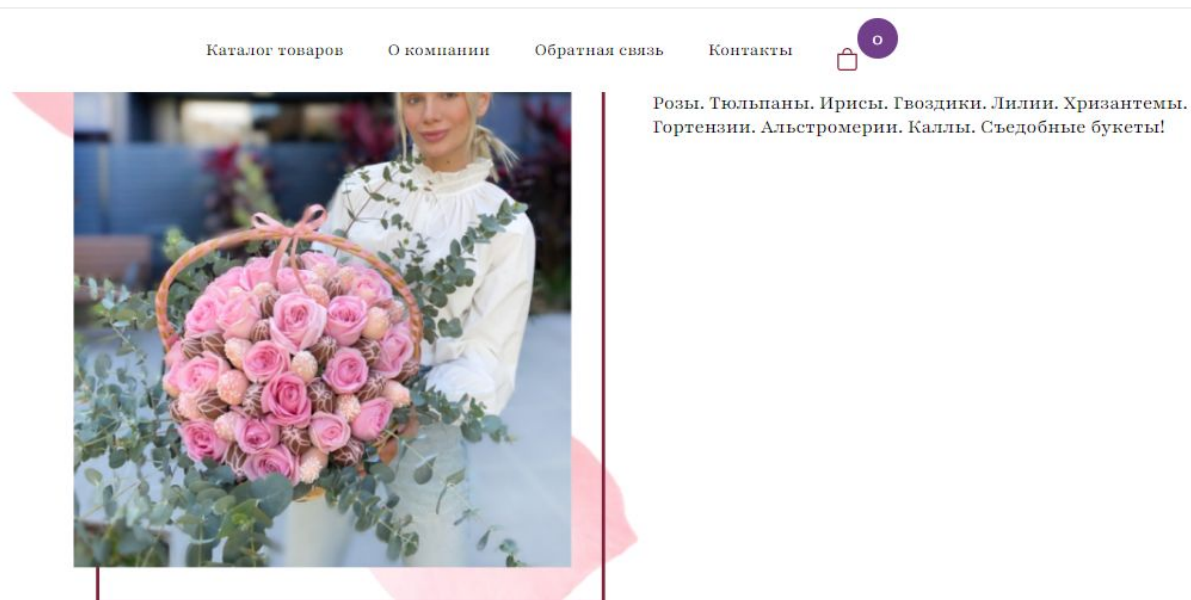 Каталог товаров О компании Обратная связь Контакты 0
Розы. Тюльпаны. Ирисы. Гвоздики. Лилии. Хризантемы.
Гортензии. Альстромерии. Каллы. Съедобные букеты!